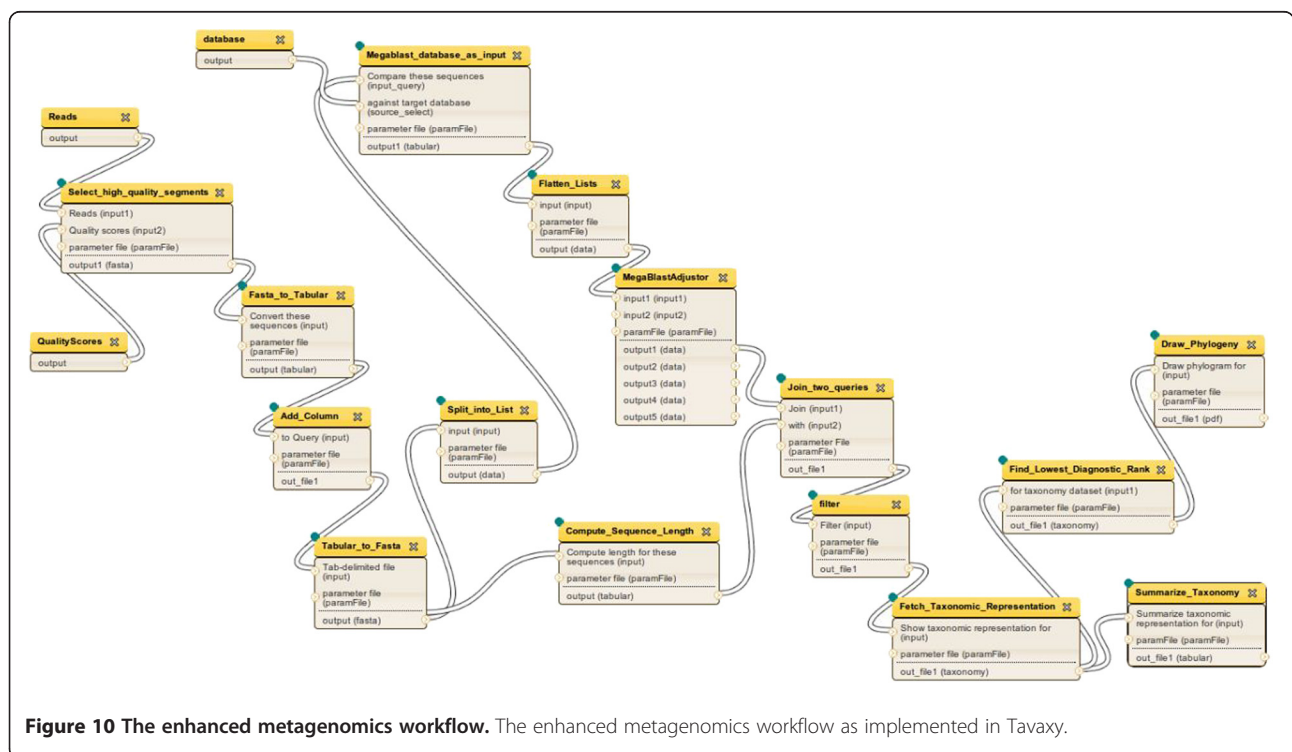 database
output
Megablast_database_as_input
Compare these sequences
(input_query)
against target database
(source_select)
parameter file (paramFile)
output1 (tabular)
Reads
output
Select_high_quality_segments
Reads (input1)
Quality scores (input2)
parameter file (paramFile)
output1 (fasta)
QualityScores
output
Fasta_to_Tabular
Convert these
sequences (input)
parameter file
(paramFile)
output (tabular)
Add_Column
to Query (input)
parameter file
(paramFile)
out_file1
Tabular_to_Fasta
Tab-delimited file
(input)
parameter file
(paramFile)
output (fasta)
Split_into_List
input (input)
parameter file
(paramFile)
output (data)
Flatten_Lists
input (input)
parameter file
(paramFile)
output (data)
MegaBlastAdjustor
input1 (input1)
input2 (input2)
paramFile (paramFile)
output1 (data)
output2 (data)
output3 (data)
output4 (data)
output5 (data)
Compute_Sequence_Length
Compute length for these
sequences (input)
parameter file (paramFile)
output (tabular)
Join_two_queries
Join (input1)
with (input2)
parameter File
(paramFile)
out_file1
filter
Filter (input)
parameter file
(paramFile)
out_file1
Fetch_Taxonomic_Representation
Show taxonomic representation for
(input)
parameter file (paramFile)
out_file1 (taxonomy)
Find_Lowest_Diagnostic_Rank
for taxonomy dataset (input1)
parameter file (paramFile)
out_file1 (taxonomy)
Draw_Phylogeny
Draw phylogram for
(input)
parameter file
(paramFile)
out_file1 (pdf)
Summarize_Taxonomy
Summarize taxonomic
representation for (input)
paramFile (paramFile)
out_file1 (tabular)
Figure 10 The enhanced metagenomics workflow. The enhanced metagenomics workflow as implemented in Tavaxy.